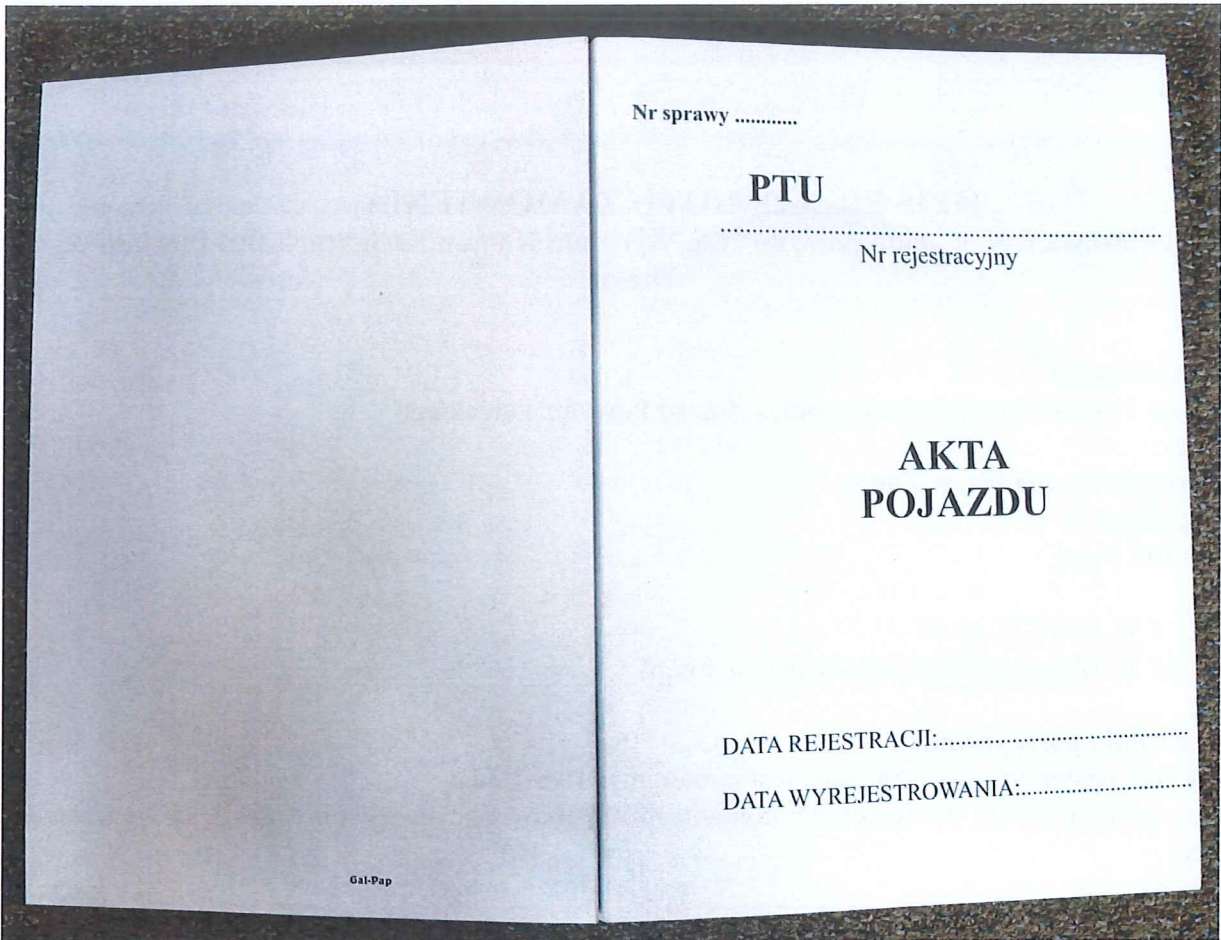 Gal-Pap
Nr sprawy ............
PTU
................................................................
Nr rejestracyjny
AKTA
POJAZDU
DATA REJESTRACJI:.............................................
DATA WYREJESTROWANIA:...............................